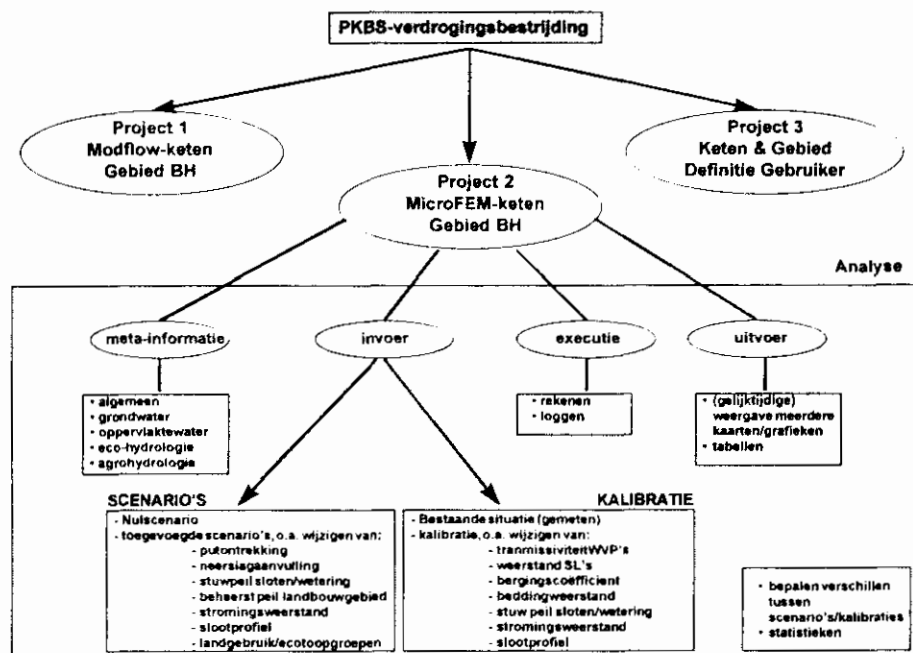 PKBS-verdrogingsbestrijding
Project 1
Modflow-keten
Gebied BH
Project 3
Keten & Gebied
Definitie Gebruiker
Project 2
MicroFEM-keten
Gebied BH
Analyse
meta-informatie
invoer
executie
uitvoer
• algemeen
• grondwater
• oppervlaktewater
• eco-hydrologie
• agrohydrologie
• rekenen
• loggen
• (gelijktijdige)
weergave meerdere
kaarten/grafieken
• tabellen
SCENARIO'S
- Nulscenario
- toegevoegde scenario's, o.a. wijzigen van:
- putontrekking
- neerslagaanvulling
- stuwpeil sloten/wetering
- beheerst peil landbouwgebied
- stromingsweerstand
- slootprofiel
- landgebruik/ecotoopgroepen
KALIBRATIE
- Bestaande situatie (gemeten)
- kalibratie, o.a. wijzigen van:
- tranmissiviteit WVP's
- weerstand SL's
- bergingscoëfficient
- beddingweerstand
- stuw peil sloten/wetering
- stromingsweerstand
- slootprofiel
• bepalen verschillen
tussen
scenario's/kalibraties
• statistieken